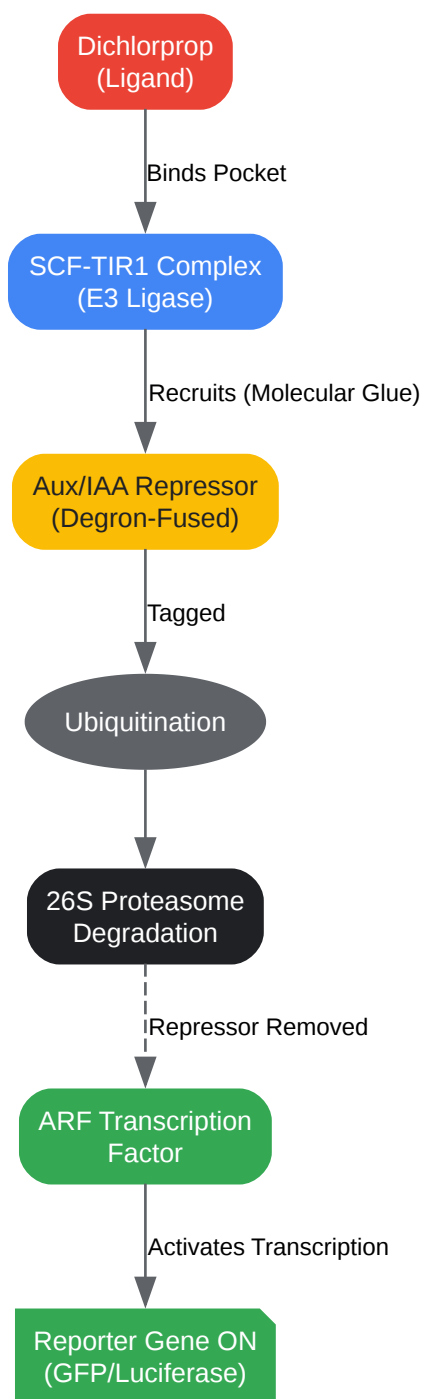 Dichlorprop
(Ligand)
Binds Pocket
SCF-TIR1 Complex
(E3 Ligase)
Recruits (Molecular Glue)
Aux/IAA Repressor
(Degron-Fused)
Tagged
Ubiquitination
26S Proteasome
Degradation
Repressor Removed
ARF Transcription
Factor
Activates Transcription
Reporter Gene ON
(GFP/Luciferase)